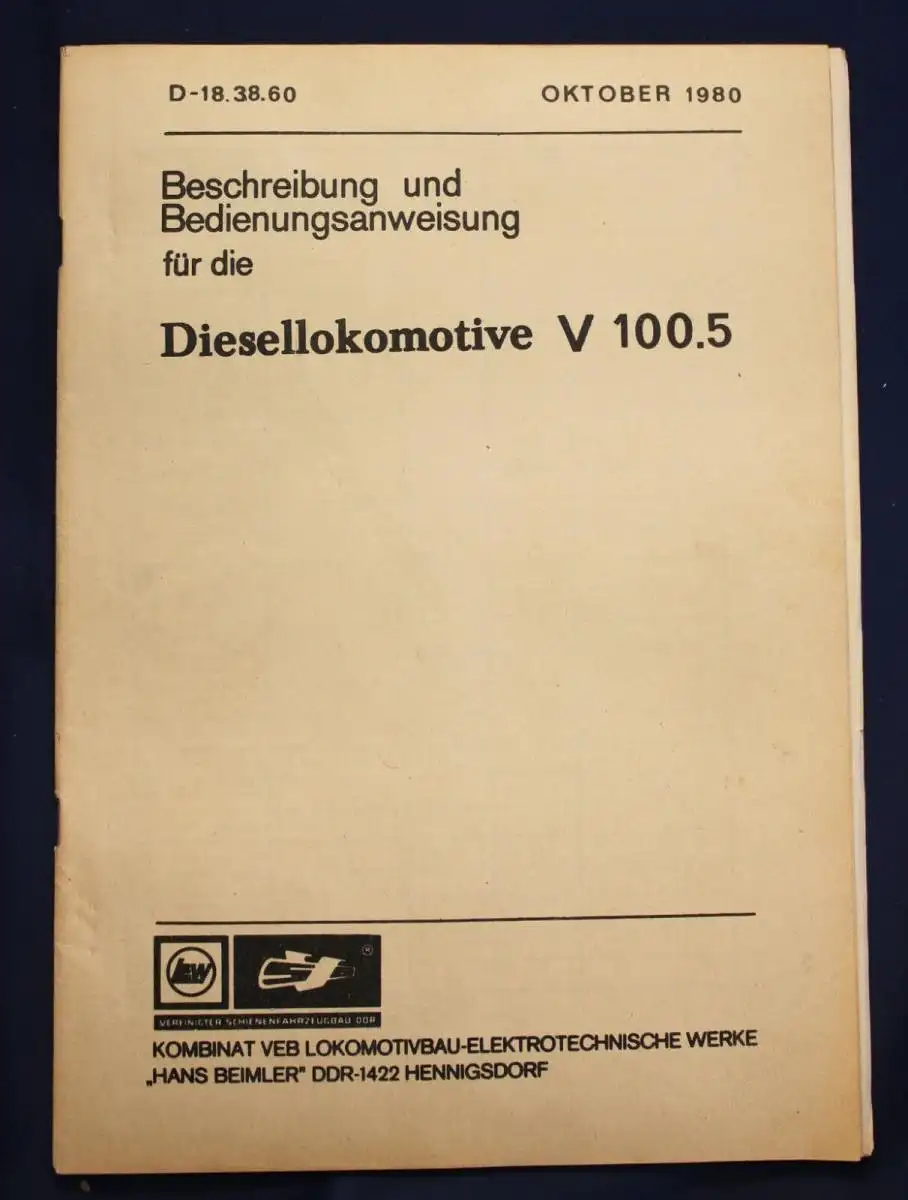 D-18.38.60 OKTOBER 1980
Beschreibung und
Bedienungsanweisung
für die
Diesellokomotive V 100.5
LEW
®
VEREINIGTER SCHIENENFAHRZEUGBAU DDR
KOMBINAT VEB LOKOMOTIVBAU-ELEKTROTECHNISCHE WERKE
„HANS BEIMLER" DDR-1422 HENNIGSDORF